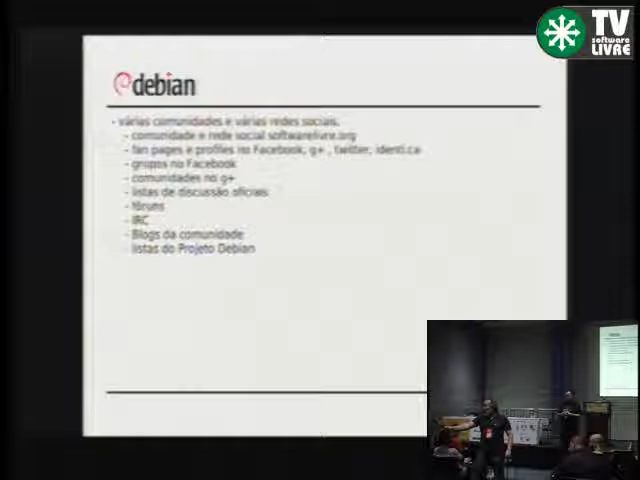 TV
software
LIVRE
debian
- várias comunidades e várias redes sociais.
- comunidade e rede social softwarelivre.org
- fan pages e profiles no Facebook, g+ , twitter, identi.ca
- grupos no Facebook
- comunidades no g+
- listas de discussão oficiais
- fóruns
- IRC
- Blogs da comunidade
- listas do Projeto Debian